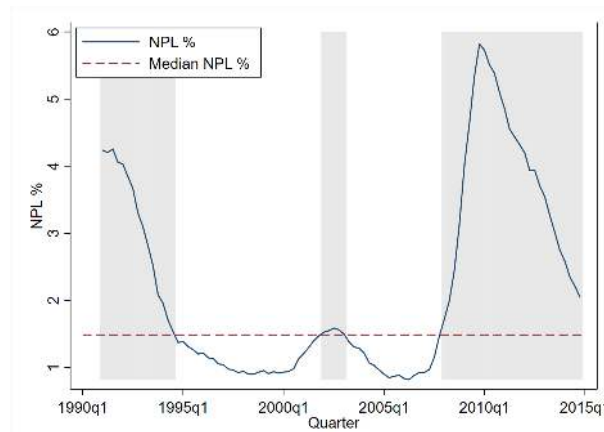 NPL %
Median NPL %
6
5
4
3
2
1
NPL %
1990q1
1995q1
2000q1
2005q1
2010q1
2015q1
Quarter